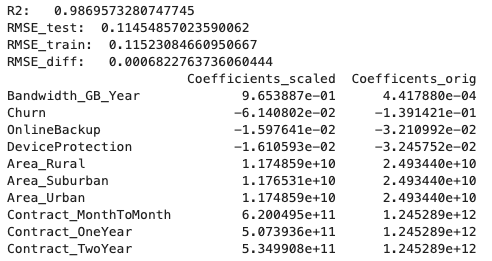 R2: 0.9869573280747745
RMSE_test: 0.11454857023590062
RMSE_train: 0.11523084660950667
RMSE_diff: 0.0006822763736060444
Coefficients_scaled Coefficents_orig
Bandwidth_GB_Year 9.653887e-01 4.417880e-04
Churn -6.140802e-02 -1.391421e-01
OnlineBackup -1.597641e-02 -3.210992e-02
DeviceProtection -1.610593e-02 -3.245752e-02
Area_Rural 1.174859e+10 2.493440e+10
Area_Suburban 1.176531e+10 2.493440e+10
Area_Urban 1.174859e+10 2.493440e+10
Contract_MonthToMonth 6.200495e+11 1.245289e+12
Contract_OneYear 5.073936e+11 1.245289e+12
Contract_TwoYear 5.349908e+11 1.245289e+12